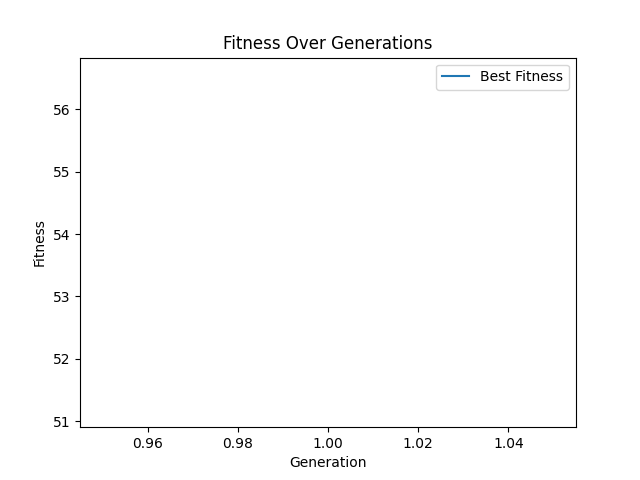 Fitness Over Generations
Best Fitness
56
55
54
53
52
51
Fitness
0.96 0.98 1.00 1.02 1.04
Generation